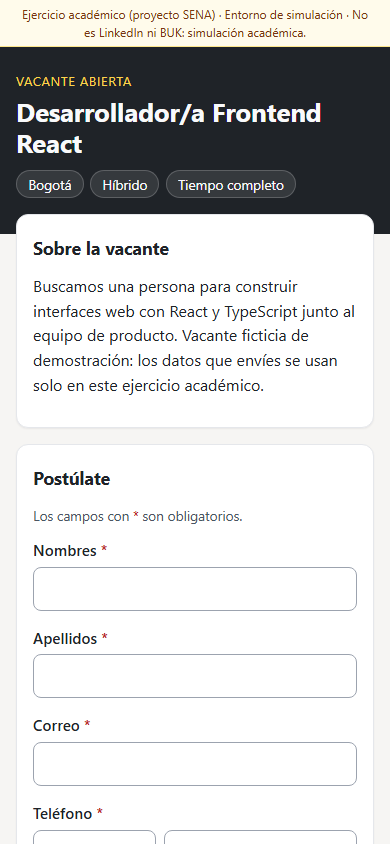 Ejercicio académico (proyecto SENA) · Entorno de simulación · No
es LinkedIn ni BUK: simulación académica.
VACANTE ABIERTA
Desarrollador/a Frontend
React
Bogotá
Híbrido
Tiempo completo
Sobre la vacante
Buscamos una persona para construir
interfaces web con React y TypeScript junto al
equipo de producto. Vacante ficticia de
demostración: los datos que envíes se usan
solo en este ejercicio académico.
Postúlate
Los campos con * son obligatorios.
Nombres *
Apellidos *
Correo *
Teléfono *